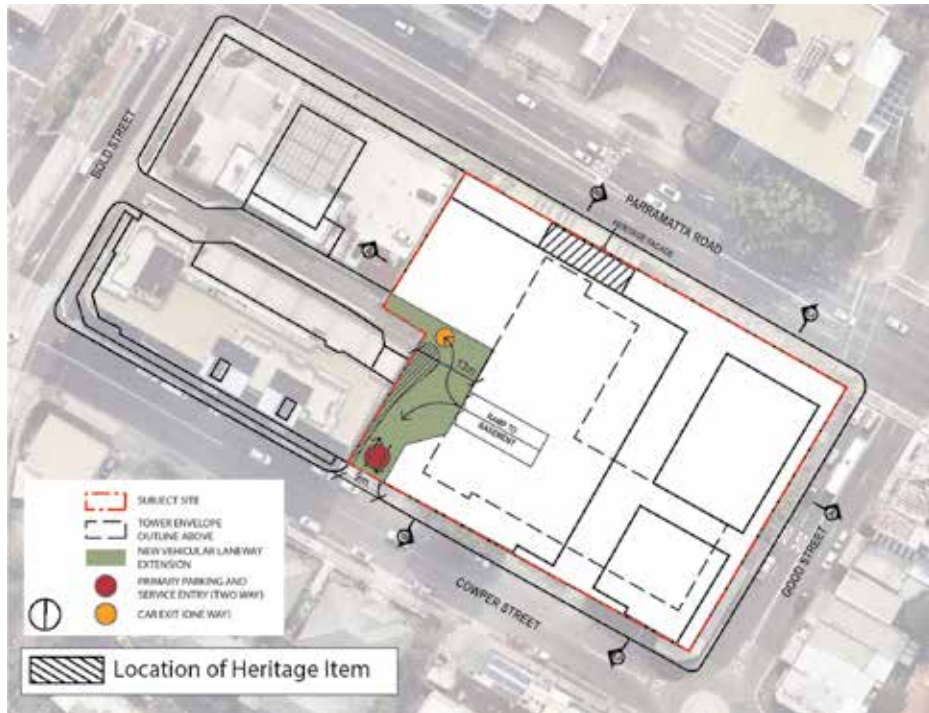 BOLD STREET
PARRAMATTA ROAD
HERITAGE FACADE
12m
RAMP TO
BASEMENT
9m
COWPER STREET
GOOD STREET
SUBJECT SITE
TOWER ENVELOPE
OUTLINE ABOVE
NEW VEHICULAR LANEWAY
EXTENSION
PRIMARY PARKING AND
SERVICE ENTRY (TWO WAY)
CAR EXIT (ONE WAY)
Location of Heritage Item